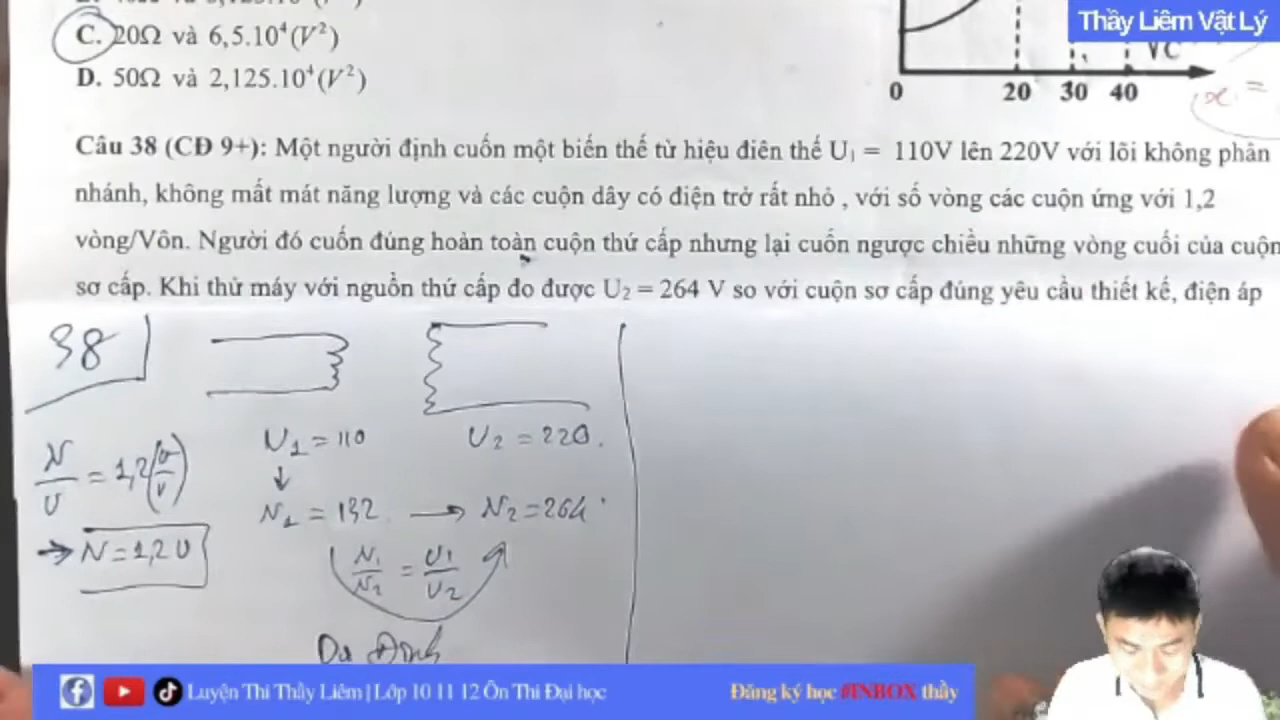 C. 20Ω và 6,5.10⁴(V²)
D. 50Ω và 2,125.10⁴(V²)
Thầy Liêm Vật Lý
VC
0 20 30 40
x =
Câu 38 (CĐ 9+): Một người định cuốn một biến thế từ hiệu điên thế U₁ = 110V lên 220V với lõi không phân
nhánh, không mất mát năng lượng và các cuộn dây có điện trở rất nhỏ , với số vòng các cuộn ứng với 1,2
vòng/Vôn. Người đó cuốn đúng hoàn toàn cuộn thứ cấp nhưng lại cuốn ngược chiều những vòng cuối của cuộn
sơ cấp. Khi thử máy với nguồn thứ cấp đo được U₂ = 264 V so với cuộn sơ cấp đúng yêu cầu thiết kế, điện áp
38
U₁ = 110
U₂ = 220.
N/U = 1,2 (v/v)
N₁ = 132 → N₂ = 264
→ N = 1,2 U
N₁/N₂ = U₁/U₂
Dự Định
Luyện Thi Thầy Liêm | Lớp 10 11 12 Ôn Thi Đại học
Đăng ký học #INBOX thầy